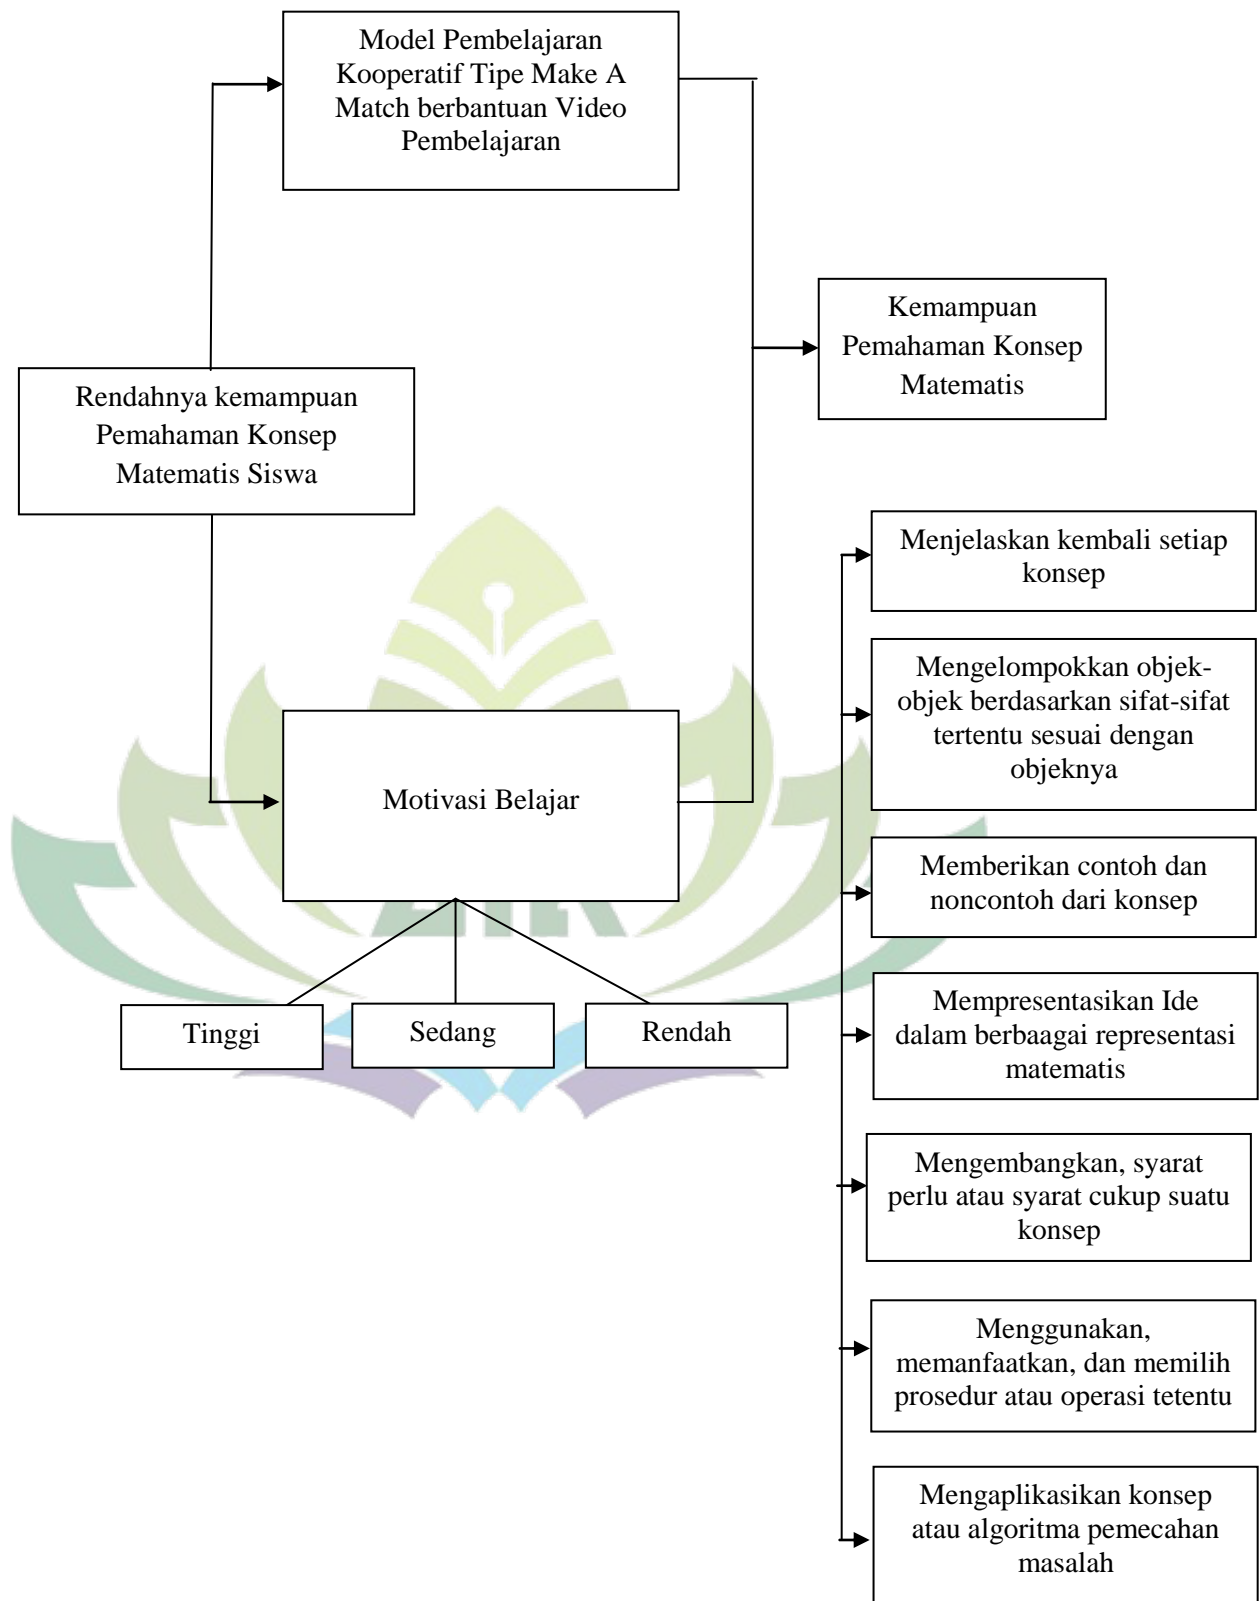 Model Pembelajaran
Kooperatif Tipe Make A
Match berbantuan Video
Pembelajaran
Kemampuan
Pemahaman Konsep
Matematis
Rendahnya kemampuan
Pemahaman Konsep
Matematis Siswa
Motivasi Belajar
Tinggi
Sedang
Rendah
Menjelaskan kembali setiap
konsep
Mengelompokkan objek-
objek berdasarkan sifat-sifat
tertentu sesuai dengan
objeknya
Memberikan contoh dan
noncontoh dari konsep
Mempresentasikan Ide
dalam berbaagai representasi
matematis
Mengembangkan, syarat
perlu atau syarat cukup suatu
konsep
Menggunakan,
memanfaatkan, dan memilih
prosedur atau operasi tetentu
Mengaplikasikan konsep
atau algoritma pemecahan
masalah